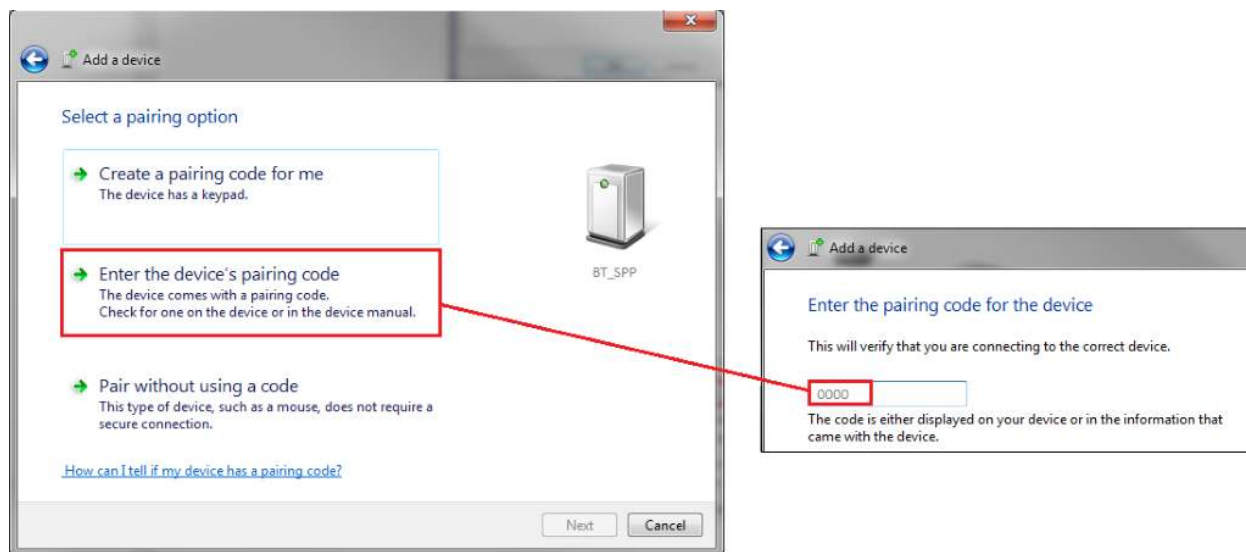 Add a device
Select a pairing option
Create a pairing code for me
The device has a keypad.
Enter the device's pairing code
The device comes with a pairing code.
Check for one on the device or in the device manual.
BT_SPP
Pair without using a code
This type of device, such as a mouse, does not require a
secure connection.
How can I tell if my device has a pairing code?
Next
Cancel
Add a device
Enter the pairing code for the device
This will verify that you are connecting to the correct device.
0000
The code is either displayed on your device or in the information that
came with the device.